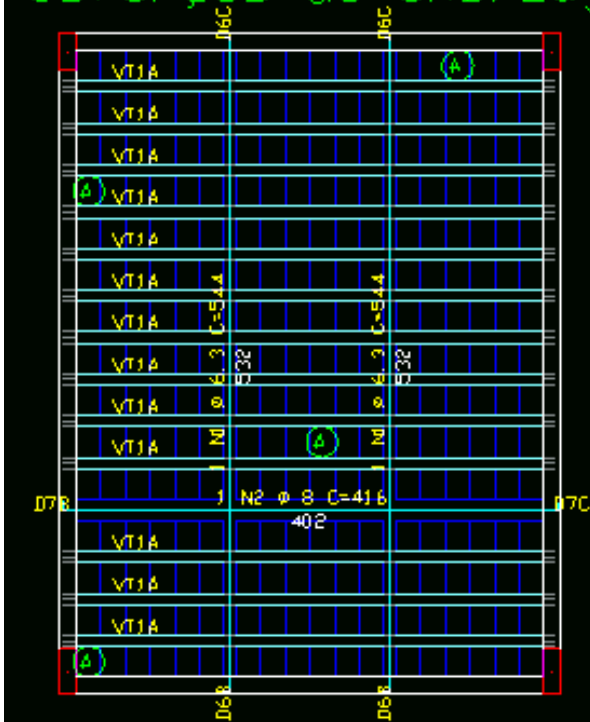 D6C D6C
A
VT1A
VT1A
VT1A
A
VT1A
VT1A
VT1A
VT1A
VT1A
VT1A
VT1A
1 N1 ø 6.3 C=544
532
1 N1 ø 6.3 C=544
532
A
D7B
1 N2 ø 8 C=416
402
D7C
VT1A
VT1A
VT1A
A
D6B D6B